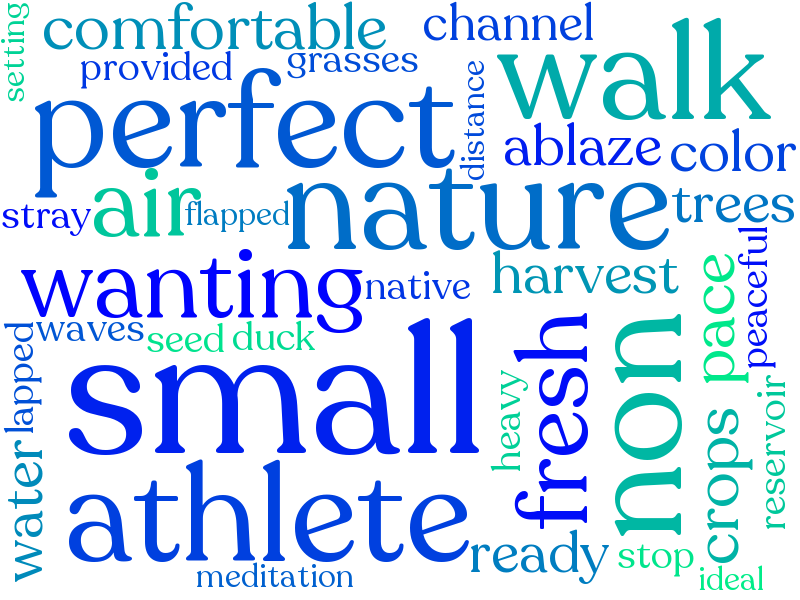 setting
comfortable
channel
provided
grasses
walk
perfect
distance
ablaze
color
stray
air
flapped
nature
trees
wanting
native
harvest
peaceful
pace
waves
seed
duck
lapped
small
fresh
non
heavy
reservoir
crops
water
athlete
ready
stop
meditation
ideal